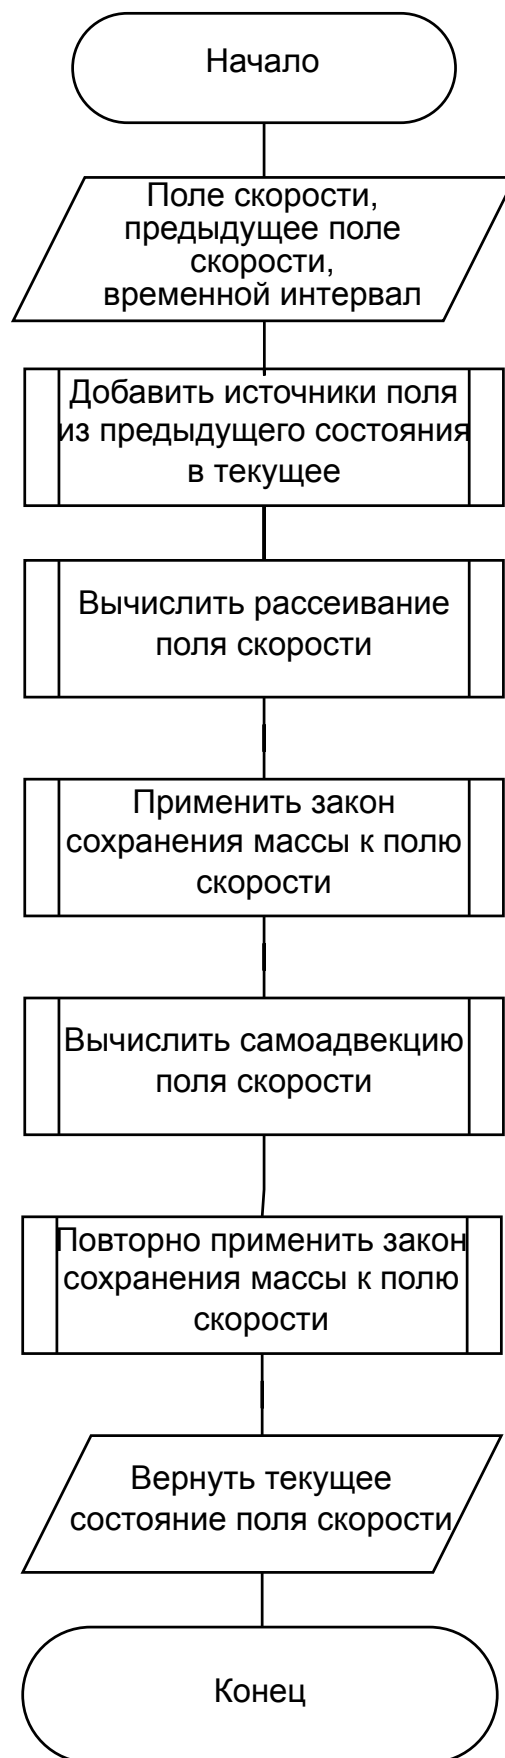 Начало
Поле скорости,
предыдущее поле
скорости,
временной интервал
Добавить источники поля
из предыдущего состояния
в текущее
Вычислить рассеивание
поля скорости
Применить закон
сохранения массы к полю
скорости
Вычислить самоадвекцию
поля скорости
Повторно применить закон
сохранения массы к полю
скорости
Вернуть текущее
состояние поля скорости
Конец